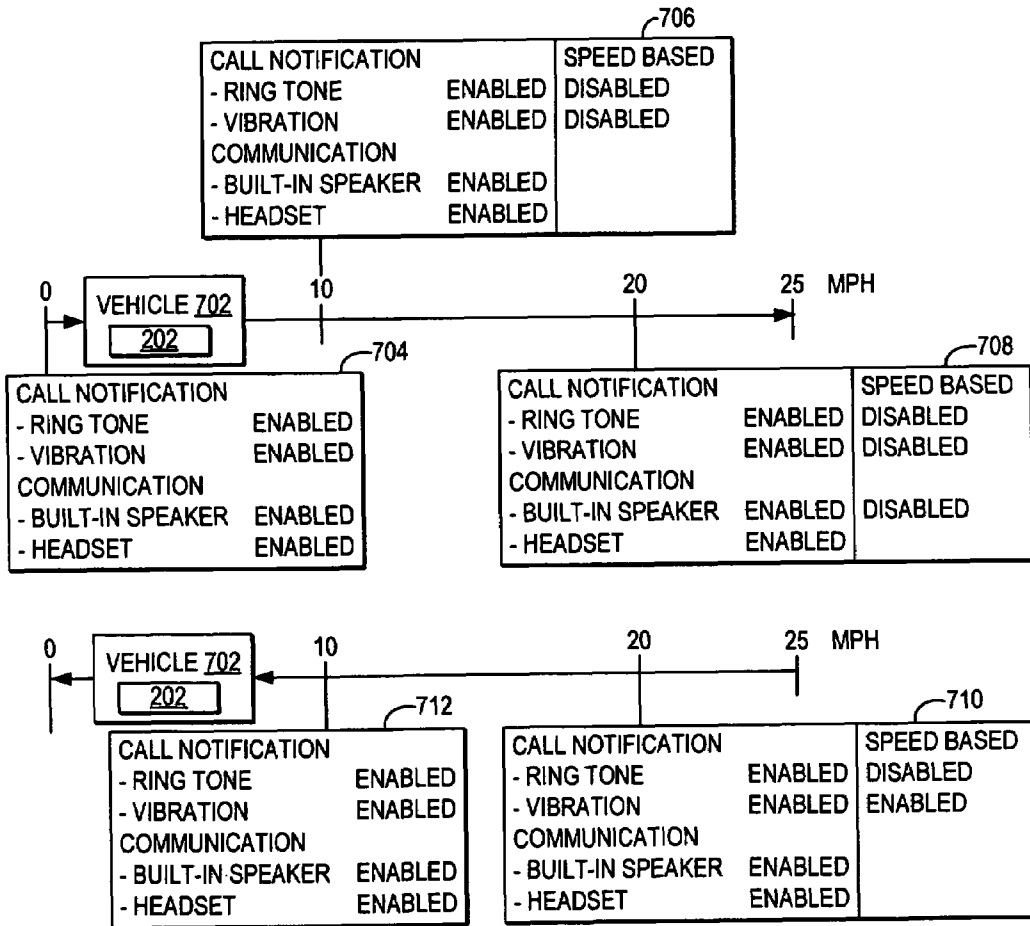 706
CALL NOTIFICATION SPEED BASED
- RING TONE ENABLED DISABLED
- VIBRATION ENABLED DISABLED
COMMUNICATION
- BUILT-IN SPEAKER ENABLED
- HEADSET ENABLED
0 10 20 25 MPH
VEHICLE 702
202
704
CALL NOTIFICATION
- RING TONE ENABLED
- VIBRATION ENABLED
COMMUNICATION
- BUILT-IN SPEAKER ENABLED
- HEADSET ENABLED
708
CALL NOTIFICATION SPEED BASED
- RING TONE ENABLED DISABLED
- VIBRATION ENABLED DISABLED
COMMUNICATION
- BUILT-IN SPEAKER ENABLED DISABLED
- HEADSET ENABLED
0 10 20 25 MPH
VEHICLE 702
202
712
CALL NOTIFICATION
- RING TONE ENABLED
- VIBRATION ENABLED
COMMUNICATION
- BUILT-IN SPEAKER ENABLED
- HEADSET ENABLED
710
CALL NOTIFICATION SPEED BASED
- RING TONE ENABLED DISABLED
- VIBRATION ENABLED ENABLED
COMMUNICATION
- BUILT-IN SPEAKER ENABLED
- HEADSET ENABLED